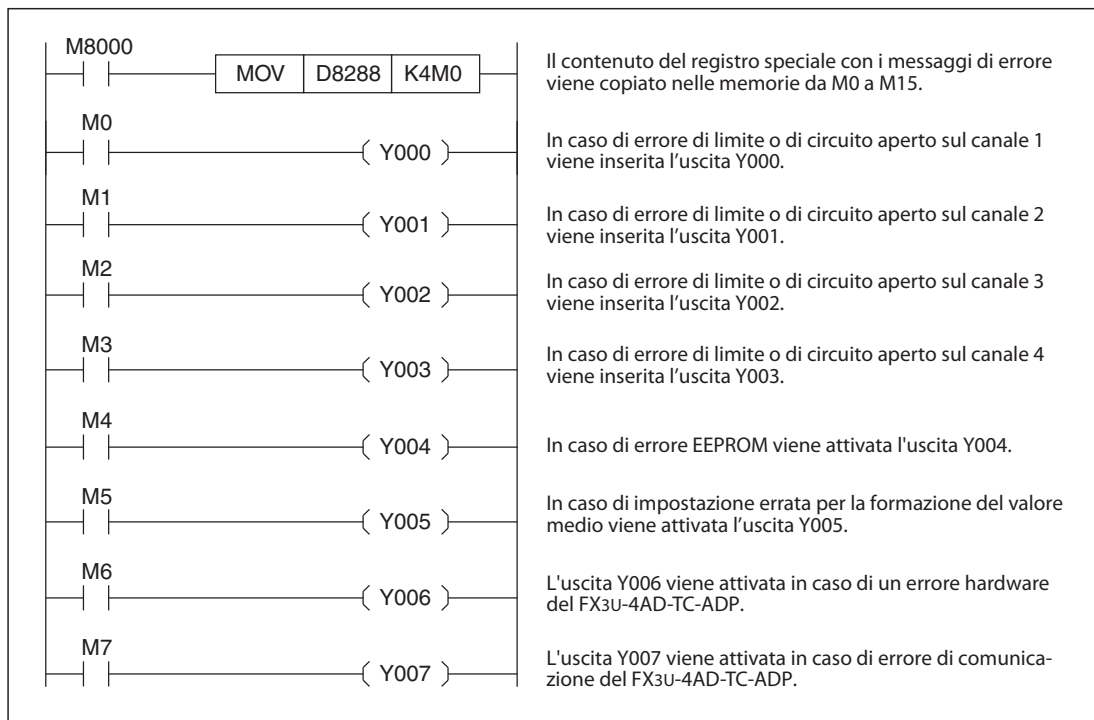 M8000
MOV D8288 K4M0
Il contenuto del registro speciale con i messaggi di errore
viene copiato nelle memorie da M0 a M15.
M0
Y000
In caso di errore di limite o di circuito aperto sul canale 1
viene inserita l’uscita Y000.
M1
Y001
In caso di errore di limite o di circuito aperto sul canale 2
viene inserita l’uscita Y001.
M2
Y002
In caso di errore di limite o di circuito aperto sul canale 3
viene inserita l’uscita Y002.
M3
Y003
In caso di errore di limite o di circuito aperto sul canale 4
viene inserita l’uscita Y003.
M4
Y004
In caso di errore EEPROM viene attivata l'uscita Y004.
M5
Y005
In caso di impostazione errata per la formazione del valore
medio viene attivata l’uscita Y005.
M6
Y006
L'uscita Y006 viene attivata in caso di un errore hardware
del FX3U-4AD-TC-ADP.
M7
Y007
L'uscita Y007 viene attivata in caso di errore di comunica-
zione del FX3U-4AD-TC-ADP.